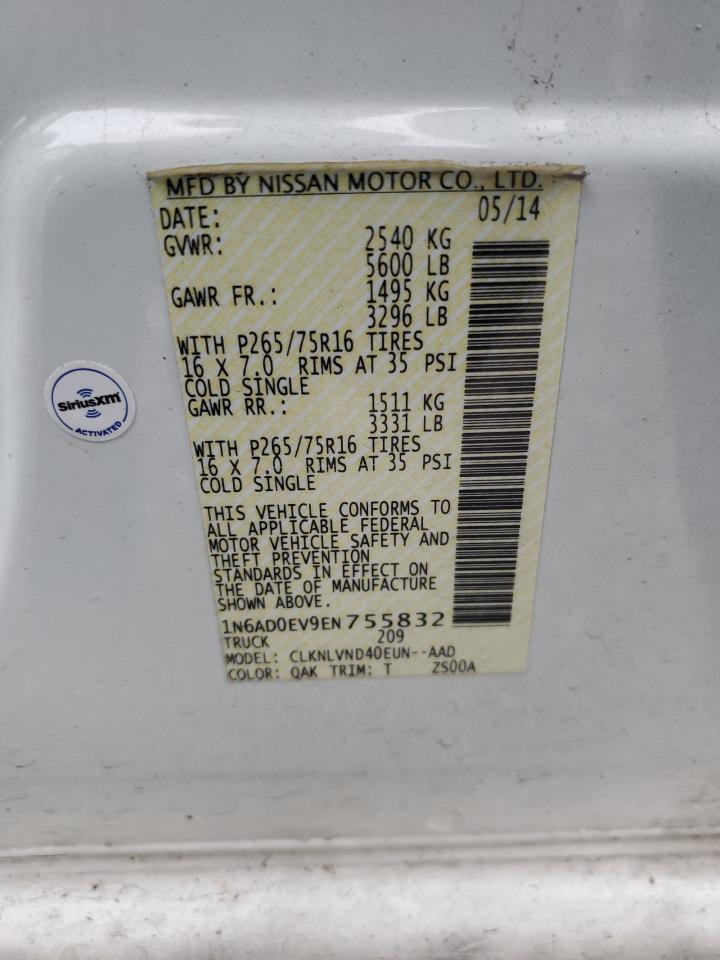 MFD BY NISSAN MOTOR CO., LTD.
DATE: 05/14
GVWR: 2540 KG
5600 LB
GAWR FR.: 1495 KG
3296 LB
WITH P265/75R16 TIRES
16 X 7.0 RIMS AT 35 PSI
COLD SINGLE
GAWR RR.: 1511 KG
3331 LB
WITH P265/75R16 TIRES
16 X 7.0 RIMS AT 35 PSI
COLD SINGLE
THIS VEHICLE CONFORMS TO
ALL APPLICABLE FEDERAL
MOTOR VEHICLE SAFETY AND
THEFT PREVENTION
STANDARDS IN EFFECT ON
THE DATE OF MANUFACTURE
SHOWN ABOVE.
1N6AD0EV9EN755832
TRUCK 209
MODEL: CLKNLVND40EUN--AAD
COLOR: QAK TRIM: T ZS00A
SiriusXM
ACTIVATED